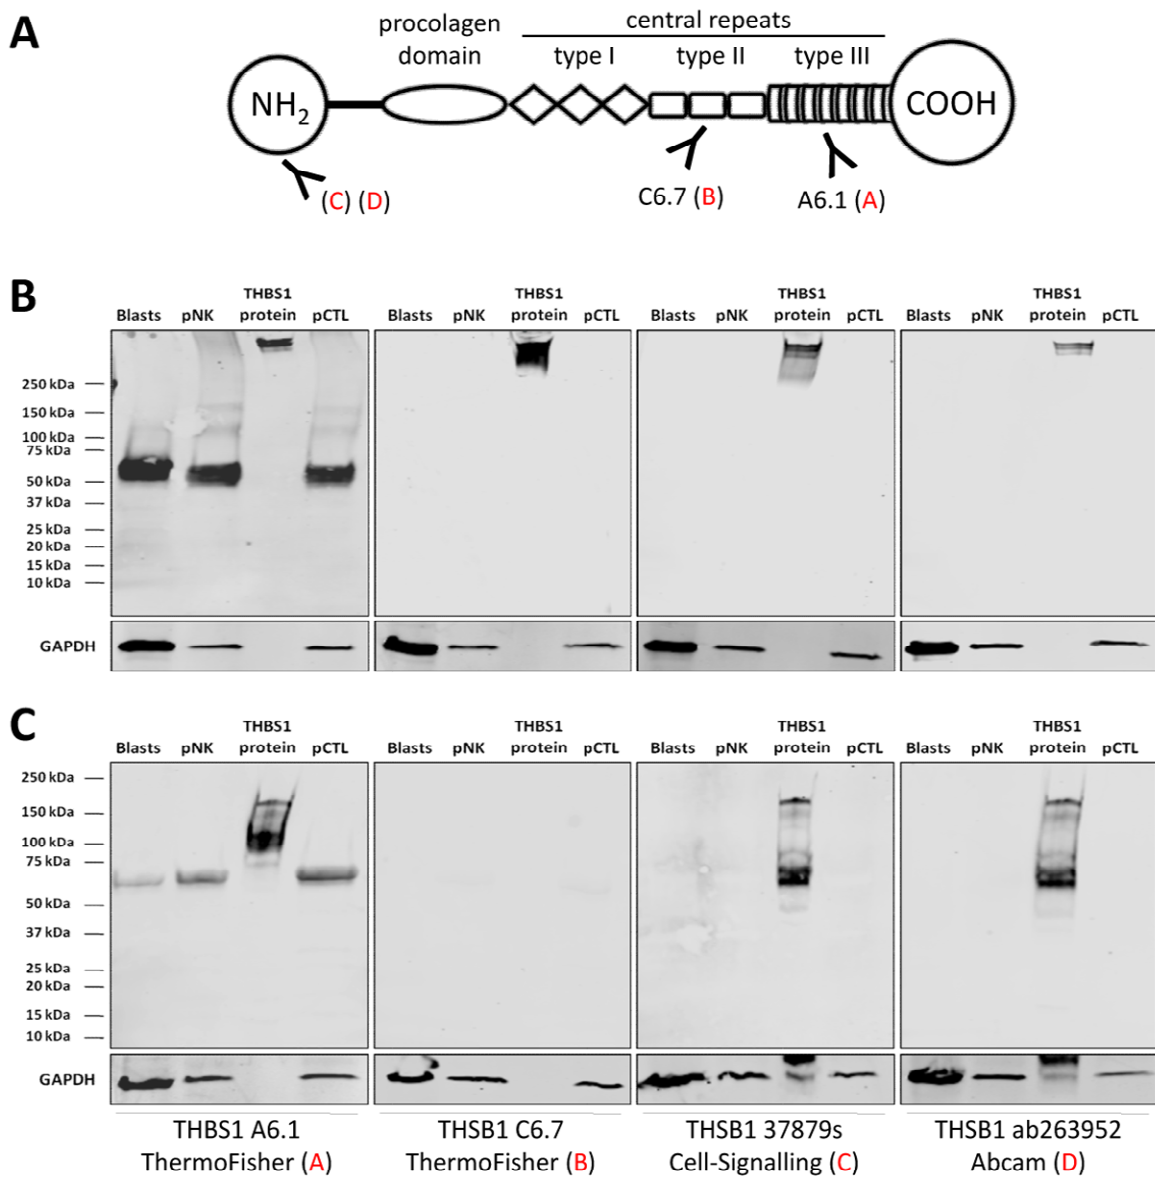 A
procolagen
domain
central repeats
type I type II type III
NH2
COOH
(C) (D)
C6.7 (B)
A6.1 (A)
B
Blasts pNK THBS1 protein pCTL
Blasts pNK THBS1 protein pCTL
Blasts pNK THBS1 protein pCTL
Blasts pNK THBS1 protein pCTL
250 kDa
150 kDa
100 kDa
75 kDa
50 kDa
37 kDa
25 kDa
20 kDa
15 kDa
10 kDa
GAPDH
C
Blasts pNK THBS1 protein pCTL
Blasts pNK THBS1 protein pCTL
Blasts pNK THBS1 protein pCTL
Blasts pNK THBS1 protein pCTL
250 kDa
150 kDa
100 kDa
75 kDa
50 kDa
37 kDa
25 kDa
20 kDa
15 kDa
10 kDa
GAPDH
THBS1 A6.1
ThermoFisher (A)
THSB1 C6.7
ThermoFisher (B)
THSB1 37879s
Cell-Signalling (C)
THSB1 ab263952
Abcam (D)